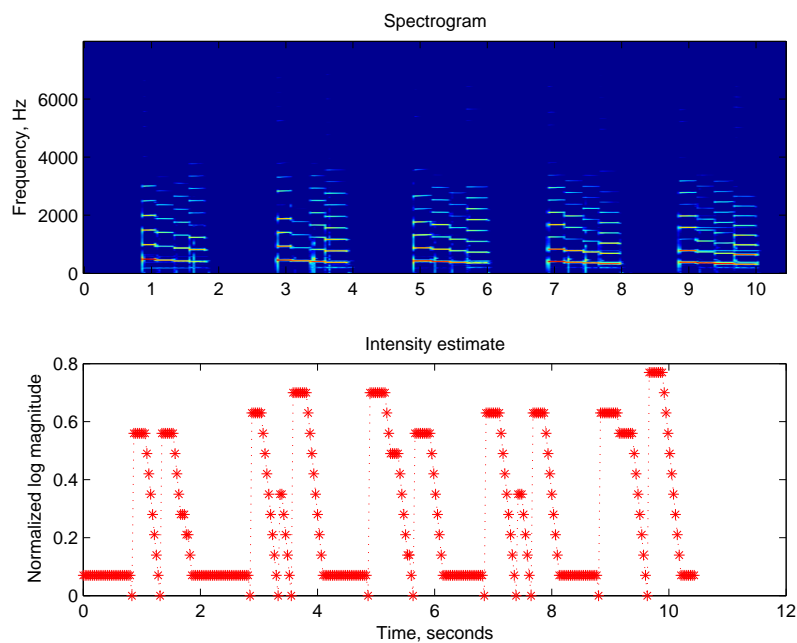 Spectrogram
Frequency, Hz
6000
4000
2000
0
0 1 2 3 4 5 6 7 8 9 10
Intensity estimate
Normalized log magnitude
0.8
0.6
0.4
0.2
0
0 2 4 6 8 10 12
Time, seconds